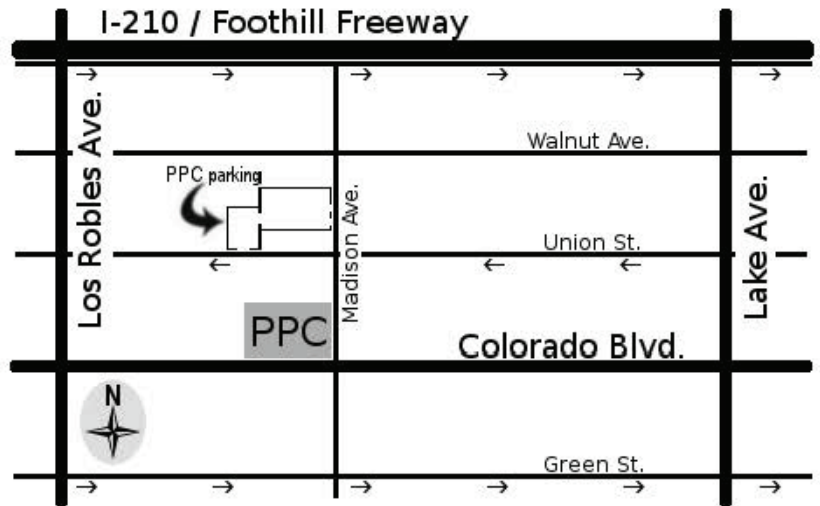 I-210 / Foothill Freeway
Walnut Ave.
Los Robles Ave.
PPC parking
Madison Ave.
Lake Ave.
Union St.
PPC
Colorado Blvd.
N
Green St.